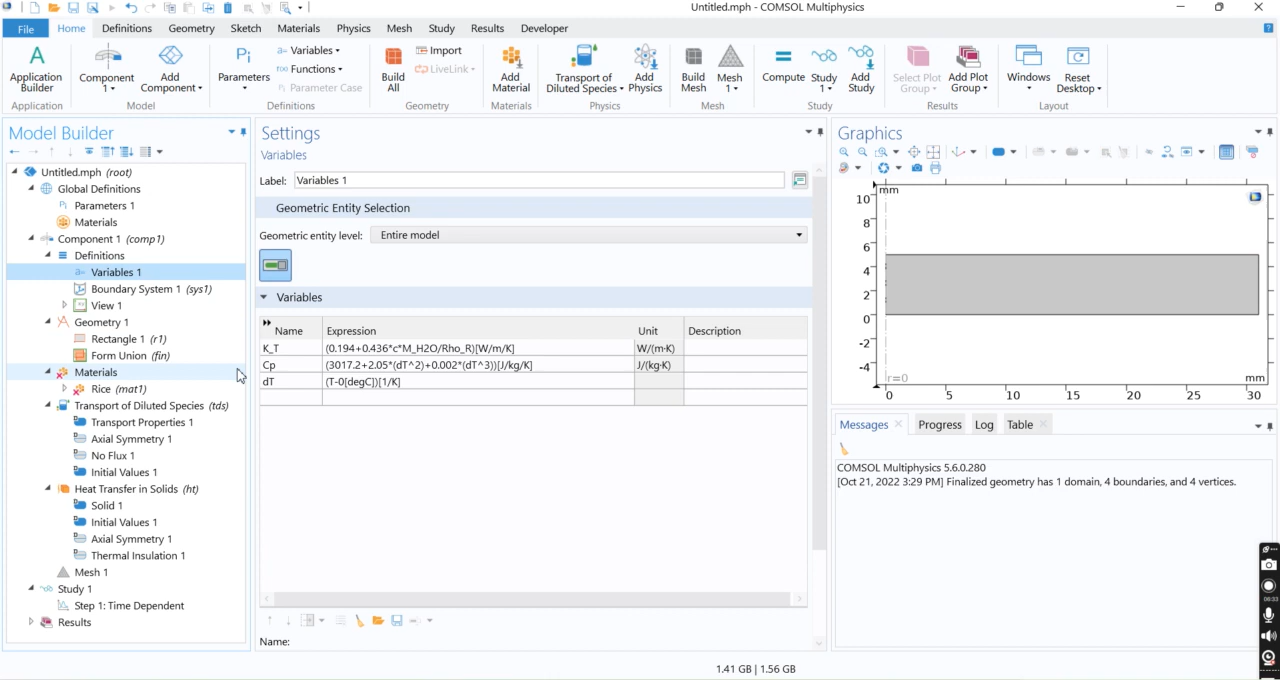 Untitled.mph - COMSOL Multiphysics
File Home Definitions Geometry Sketch Materials Physics Mesh Study Results Developer
Application Builder
Component 1
Add Component
Parameters
a= Variables
f(x) Functions
Pi Parameter Case
Build All
Import
LiveLink
Add Material
Transport of Diluted Species
Add Physics
Build Mesh
Mesh 1
Compute
Study 1
Add Study
Select Plot Group
Add Plot Group
Windows
Reset Desktop
Application Model Definitions Geometry Materials Physics Mesh Study Results Layout
Model Builder
Untitled.mph (root)
Global Definitions
Pi Parameters 1
Materials
Component 1 (comp1)
Definitions
a= Variables 1
Boundary System 1 (sys1)
View 1
Geometry 1
Rectangle 1 (r1)
Form Union (fin)
Materials
Rice (mat1)
Transport of Diluted Species (tds)
Transport Properties 1
Axial Symmetry 1
No Flux 1
Initial Values 1
Heat Transfer in Solids (ht)
Solid 1
Initial Values 1
Axial Symmetry 1
Thermal Insulation 1
Mesh 1
Study 1
Step 1: Time Dependent
Results
Settings
Variables
Label: Variables 1
Geometric Entity Selection
Geometric entity level: Entire model
Variables
Name Expression Unit Description
K_T (0.194+0.436*c*M_H2O/Rho_R)[W/m/K] W/(m·K)
Cp (3017.2+2.05*(dT^2)+0.002*(dT^3))[J/kg/K] J/(kg·K)
dT (T-0[degC])[1/K]
Name:
Graphics
mm
10
8
6
4
2
0
-2
-4
r=0
mm
0 5 10 15 20 25 30
Messages Progress Log Table
COMSOL Multiphysics 5.6.0.280
[Oct 21, 2022 3:29 PM] Finalized geometry has 1 domain, 4 boundaries, and 4 vertices.
08:33
1.41 GB | 1.56 GB